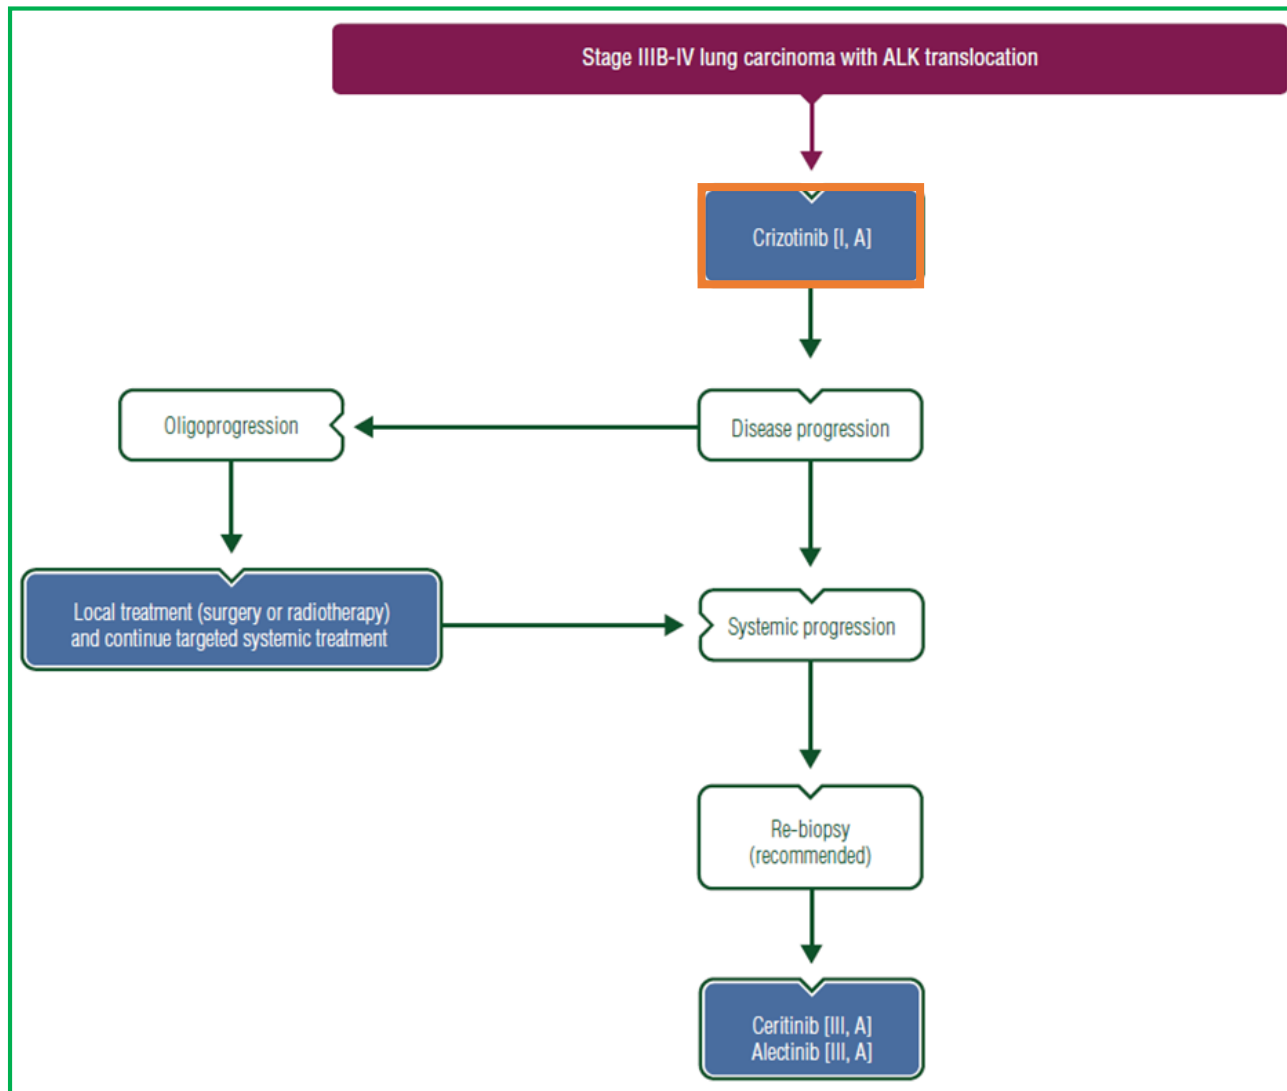 Stage IIIB-IV lung carcinoma with ALK translocation
Crizotinib [I, A]
Oligoprogression
Disease progression
Local treatment (surgery or radiotherapy)
and continue targeted systemic treatment
Systemic progression
Re-biopsy
(recommended)
Ceritinib [III, A]
Alectinib [III, A]